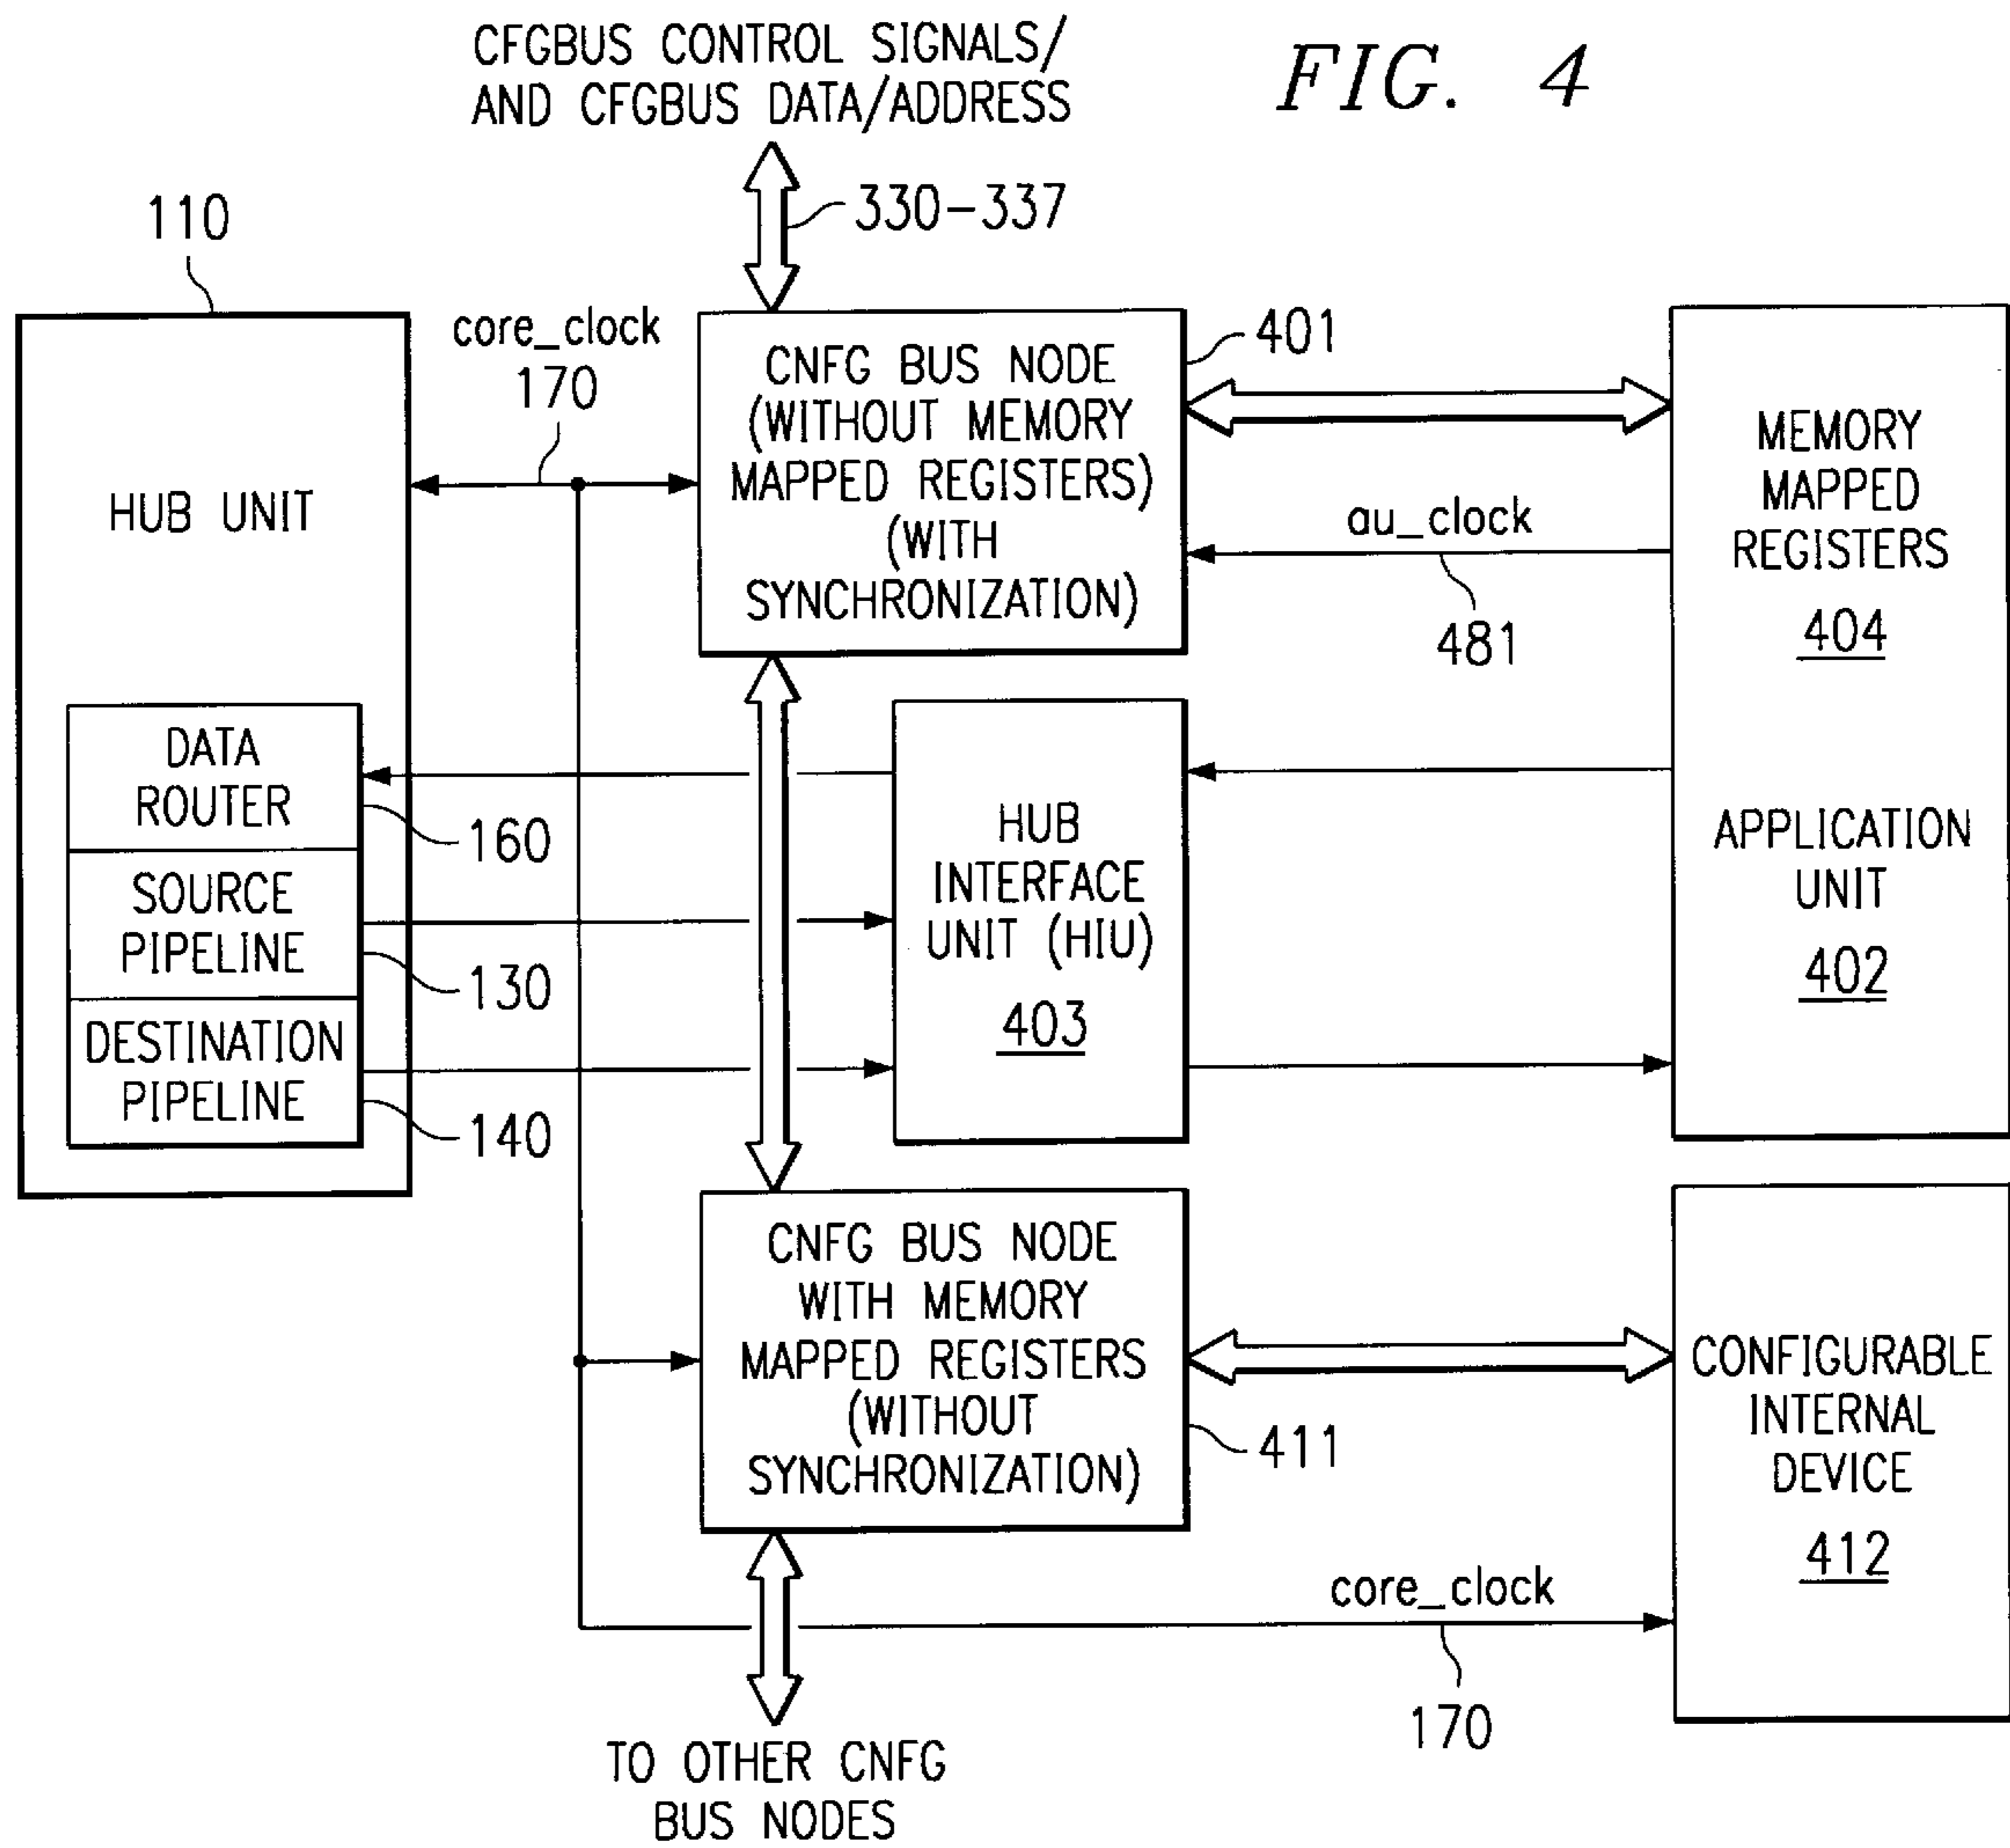 CFGBUS CONTROL SIGNALS/
AND CFGBUS DATA/ADDRESS
FIG. 4
330-337
110
HUB UNIT
core_clock
170
CNFG BUS NODE
(WITHOUT MEMORY
MAPPED REGISTERS)
(WITH
SYNCHRONIZATION)
401
au_clock
481
MEMORY
MAPPED
REGISTERS
404
APPLICATION
UNIT
402
DATA
ROUTER
160
SOURCE
PIPELINE
130
DESTINATION
PIPELINE
140
HUB
INTERFACE
UNIT (HIU)
403
CNFG BUS NODE
WITH MEMORY
MAPPED REGISTERS
(WITHOUT
SYNCHRONIZATION)
411
CONFIGURABLE
INTERNAL
DEVICE
412
core_clock
170
TO OTHER CNFG
BUS NODES